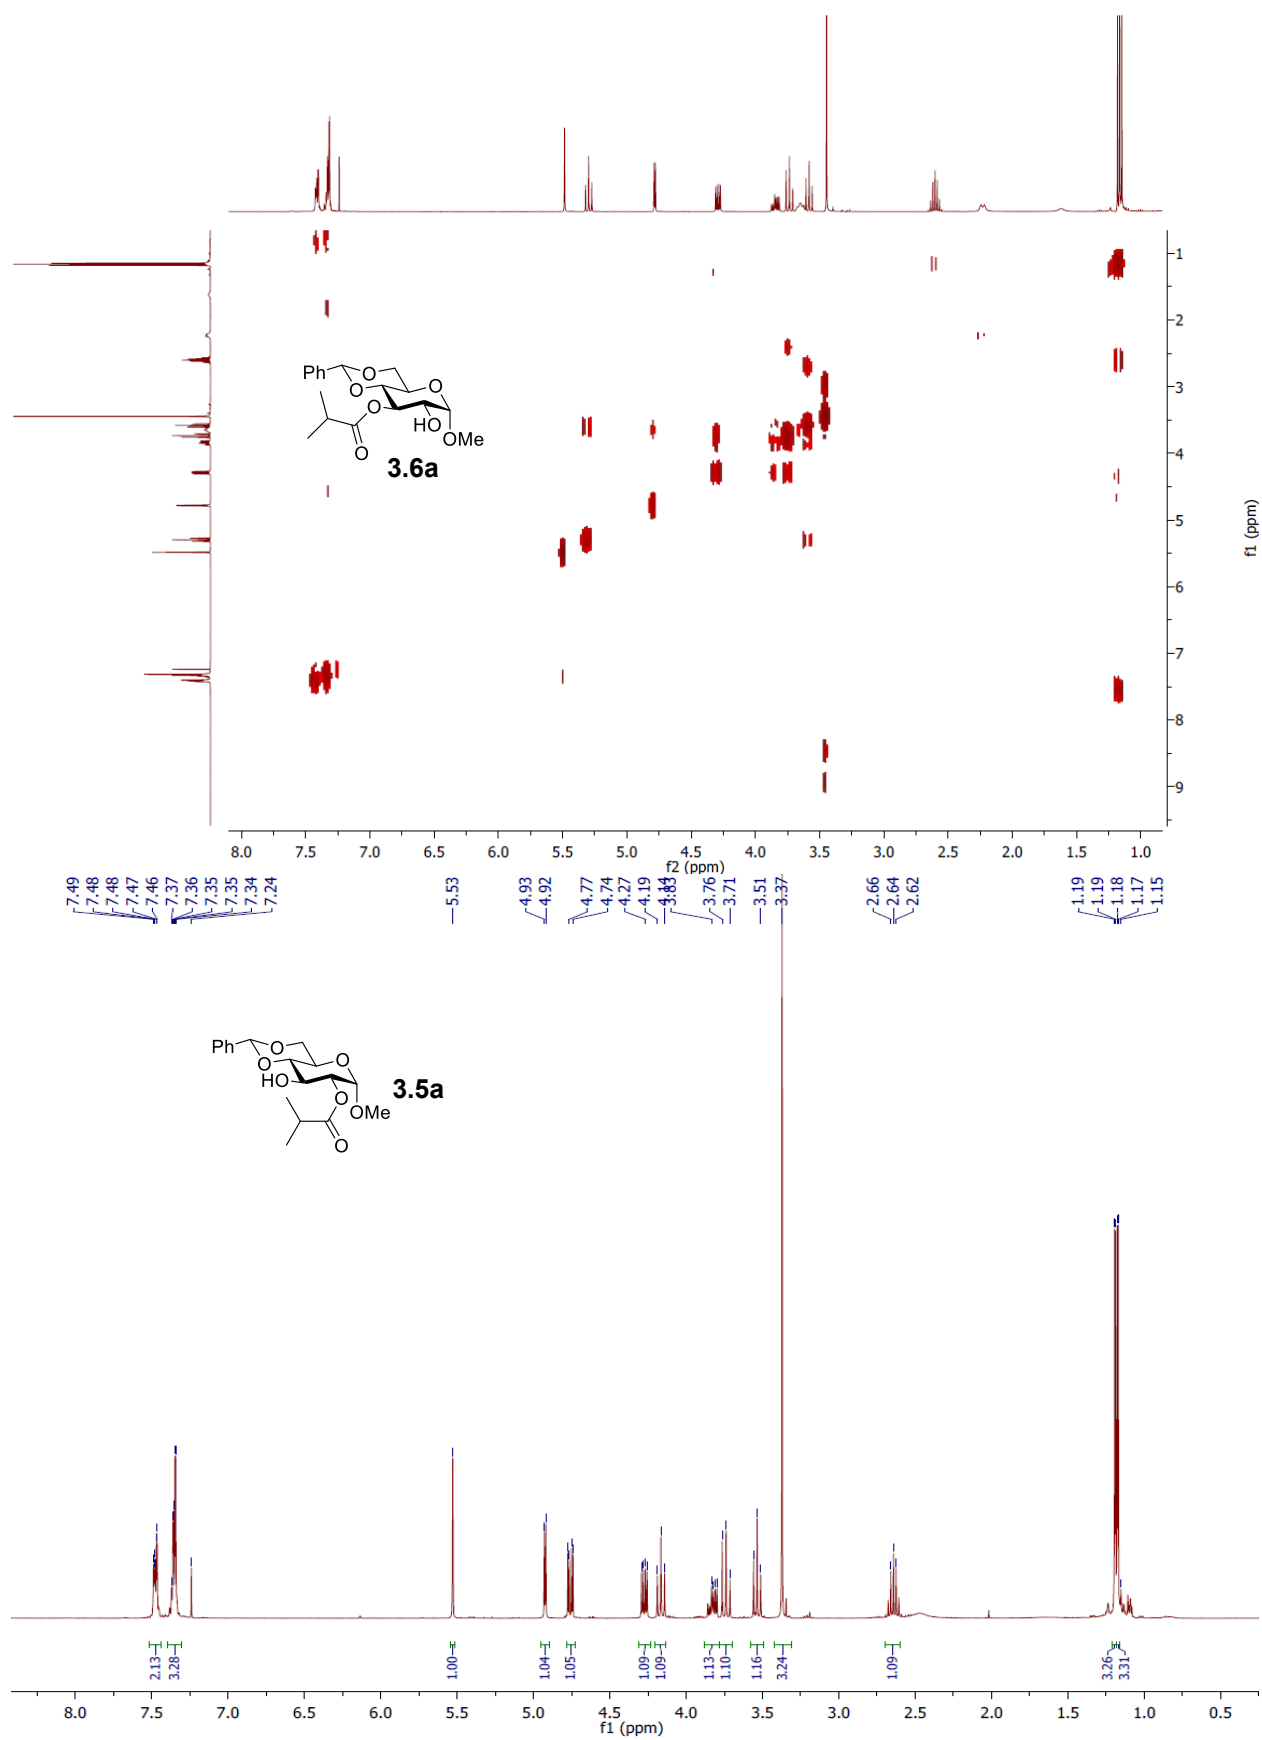 1
2
Ph
O
O
O
3
O
HO
OMe
O
4
3.6a
5
f1 (ppm)
6
7
8
9
8.0 7.5 7.0 6.5 6.0 5.5 5.0 4.5 4.0 3.5 3.0 2.5 2.0 1.5 1.0
f2 (ppm)
7.49 7.48 7.48 7.47 7.46 7.37 7.36 7.35 7.35 7.34 7.24 5.53 4.93 4.92 4.77 4.74 4.27 4.19 4.14 3.83 3.76 3.71 3.51 3.37 2.66 2.64 2.62 1.19 1.19 1.18 1.17 1.15
Ph
O
O
O
HO
3.5a
O
OMe
O
2.13 3.28 1.00 1.04 1.05 1.09 1.09 1.13 1.10 1.16 3.24 1.09 3.26 3.31
8.0 7.5 7.0 6.5 6.0 5.5 5.0 4.5 4.0 3.5 3.0 2.5 2.0 1.5 1.0 0.5
f1 (ppm)